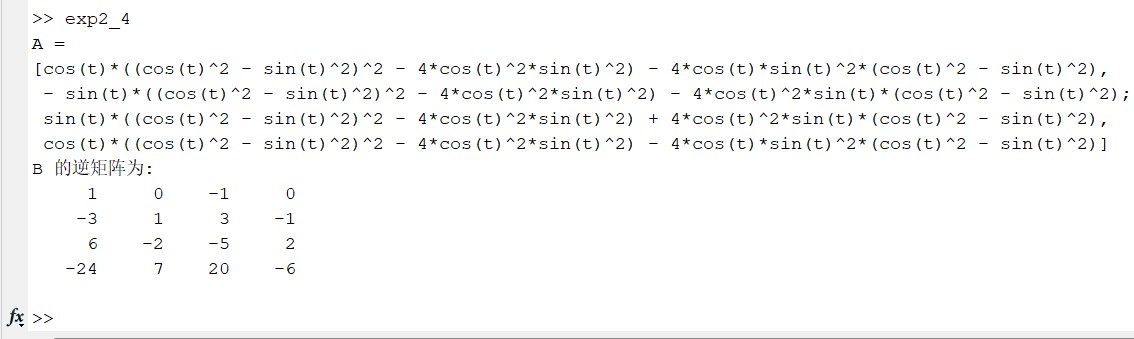 >> exp2_4
A =
[cos(t)*((cos(t)^2 - sin(t)^2)^2 - 4*cos(t)^2*sin(t)^2) - 4*cos(t)*sin(t)^2*(cos(t)^2 - sin(t)^2),
- sin(t)*((cos(t)^2 - sin(t)^2)^2 - 4*cos(t)^2*sin(t)^2) - 4*cos(t)^2*sin(t)*(cos(t)^2 - sin(t)^2);
sin(t)*((cos(t)^2 - sin(t)^2)^2 - 4*cos(t)^2*sin(t)^2) + 4*cos(t)^2*sin(t)*(cos(t)^2 - sin(t)^2),
cos(t)*((cos(t)^2 - sin(t)^2)^2 - 4*cos(t)^2*sin(t)^2) - 4*cos(t)*sin(t)^2*(cos(t)^2 - sin(t)^2)]
B 的逆矩阵为:
1 0 -1 0
-3 1 3 -1
6 -2 -5 2
-24 7 20 -6
fx >>